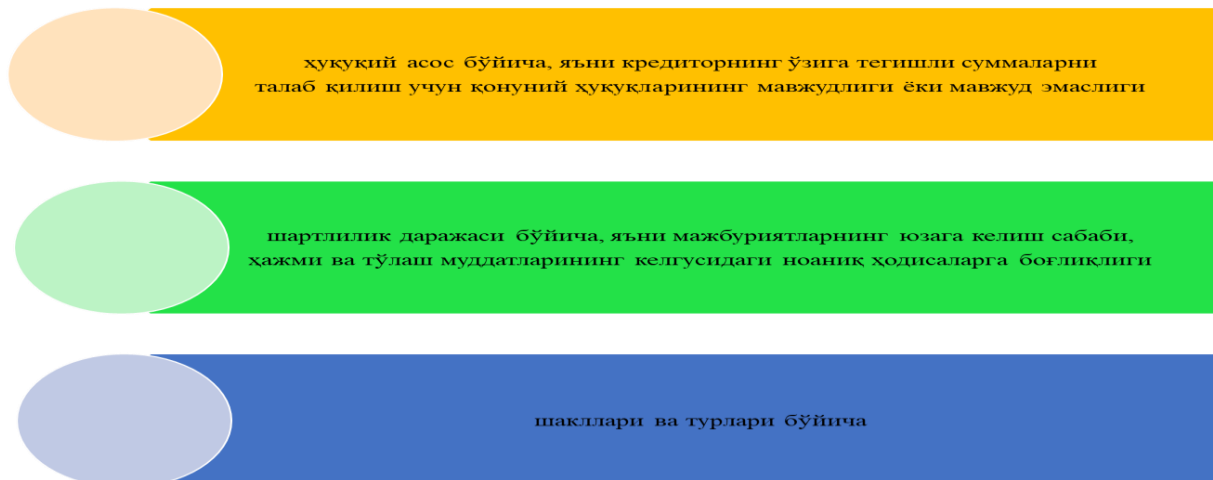 ҳуқуқий асос бўйича, яъни кредиторнинг ўзига тегишли суммаларни
талаб қилиш учун қонуний ҳуқуқларининг мавжудлиги ёки мавжуд эмаслиги
шартлилик даражаси бўйича, яъни мажбуриятларнинг юзага келиш сабаби,
ҳажми ва тўлаш муддатларининг келгусидаги ноаниқ ҳодисаларга боғлиқлиги
шакллари ва турлари бўйича